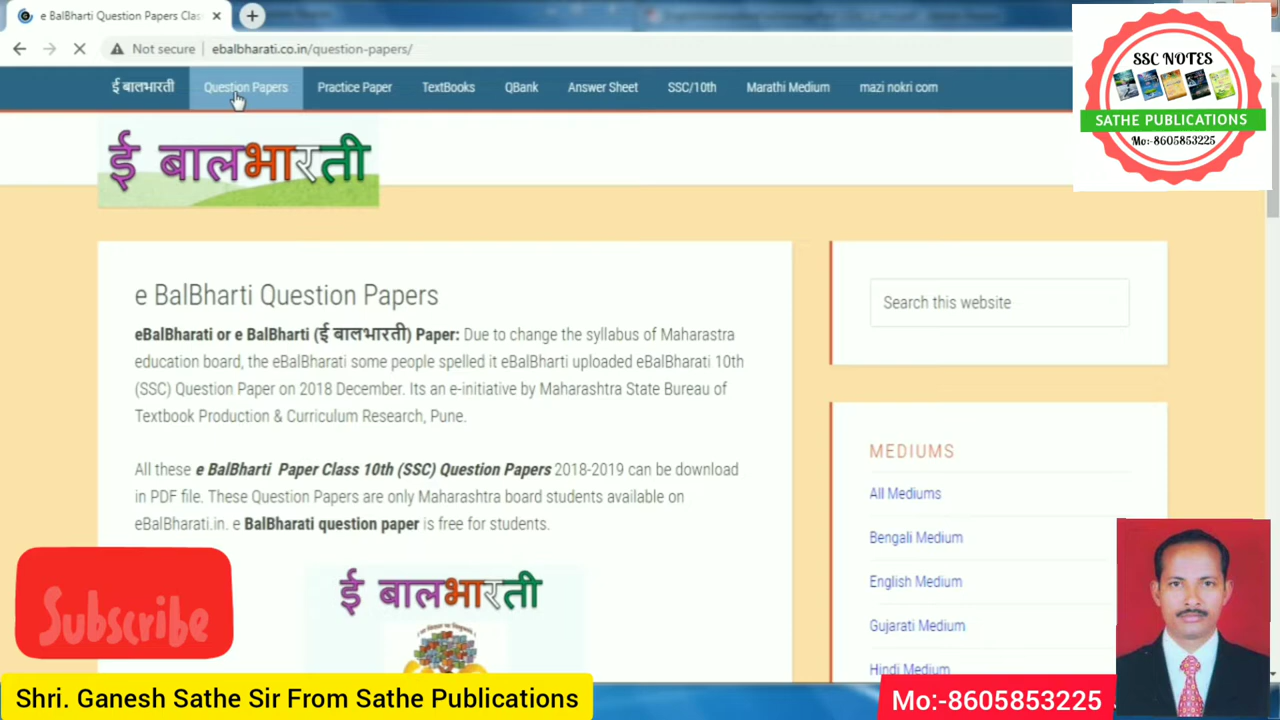 e BalBharti Question Papers Clas
Not secure
ebalbharati.co.in/question-papers/
ई बालभारती
Question Papers
Practice Paper
TextBooks
QBank
Answer Sheet
SSC/10th
Marathi Medium
mazi nokri com
SSC NOTES
SATHE PUBLICATIONS
Mo:-8605853225
ई बालभारती
e BalBharti Question Papers
eBalBharati or e BalBharti (ई बालभारती) Paper: Due to change the syllabus of Maharastra
education board, the eBalBharati some people spelled it eBalBharti uploaded eBalBharati 10th
(SSC) Question Paper on 2018 December. Its an e-initiative by Maharashtra State Bureau of
Textbook Production & Curriculum Research, Pune.
All these e BalBharti Paper Class 10th (SSC) Question Papers 2018-2019 can be download
in PDF file. These Question Papers are only Maharashtra board students available on
eBalBharati.in. e BalBharati question paper is free for students.
ई बालभारती
Search this website
MEDIUMS
All Mediums
Bengali Medium
English Medium
Gujarati Medium
Hindi Medium
Subscribe
Shri. Ganesh Sathe Sir From Sathe Publications
Mo:-8605853225